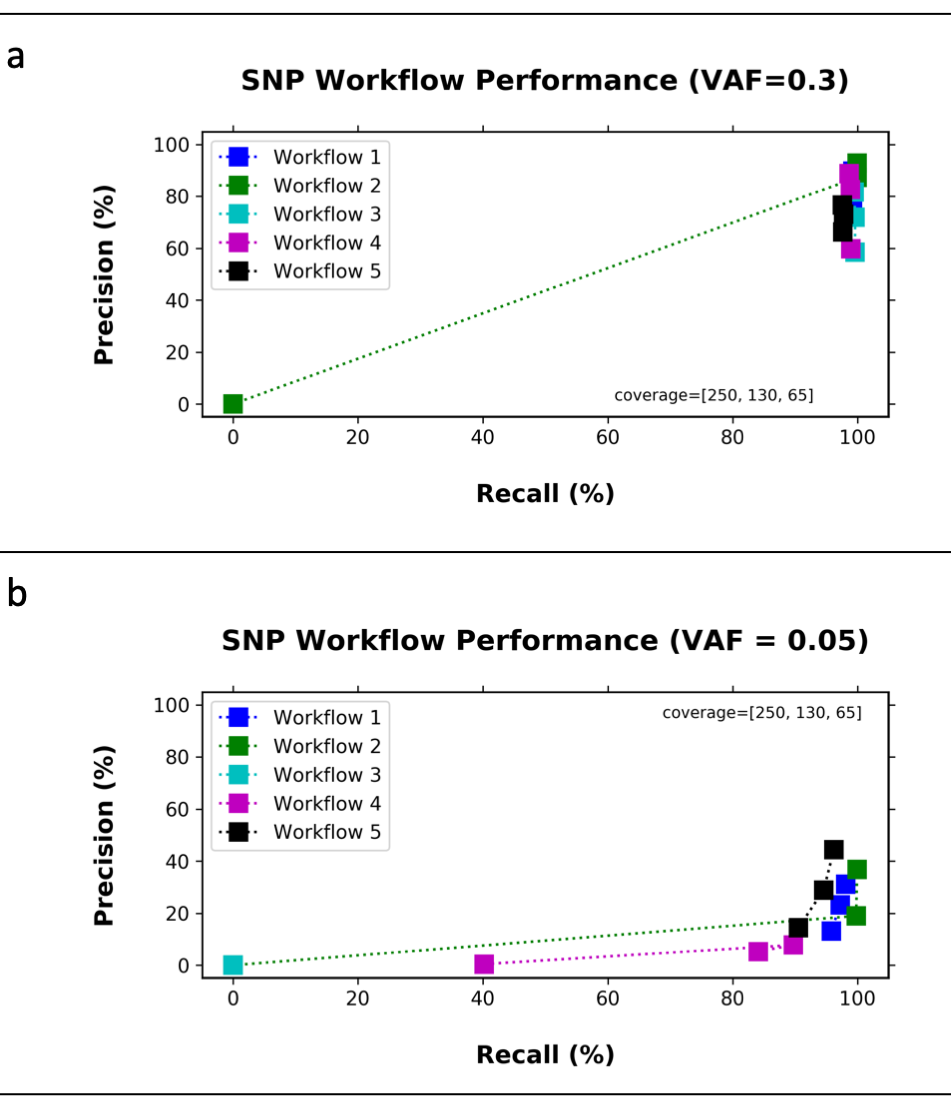 a
SNP Workflow Performance (VAF=0.3)
Precision (%)
100
80
60
40
20
0
Workflow 1
Workflow 2
Workflow 3
Workflow 4
Workflow 5
coverage=[250, 130, 65]
0 20 40 60 80 100
Recall (%)
b
SNP Workflow Performance (VAF = 0.05)
Precision (%)
100
80
60
40
20
0
Workflow 1
Workflow 2
Workflow 3
Workflow 4
Workflow 5
coverage=[250, 130, 65]
0 20 40 60 80 100
Recall (%)